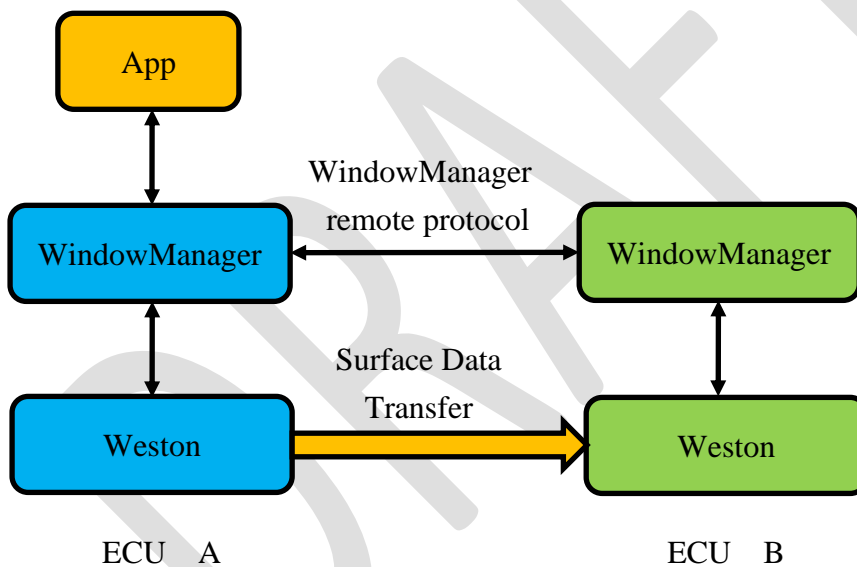 App
WindowManager
remote protocol
WindowManager
WindowManager
Surface Data
Transfer
Weston
Weston
ECU A
ECU B
DRAFT